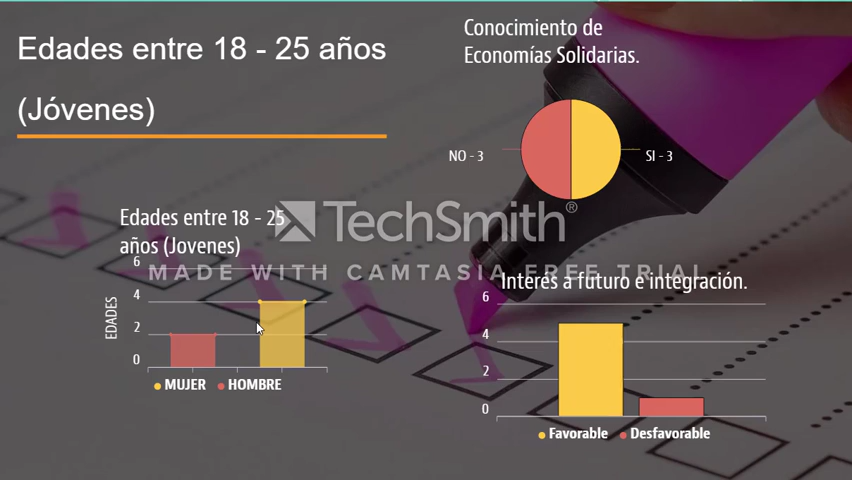 Edades entre 18 - 25 años
(Jóvenes)
Conocimiento de
Economías Solidarias.
NO - 3
SI - 3
TechSmith®
MADE WITH CAMTASIA FREE TRIAL
Edades entre 18 - 25
años (Jovenes)
EDADES
6
4
2
0
MUJER
HOMBRE
Interés a futuro e integración.
6
4
2
0
Favorable
Desfavorable